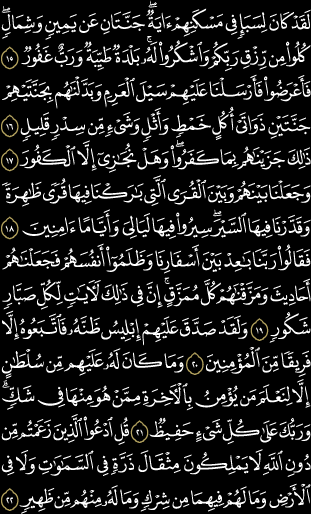 لَقَدْ كَانَ لِسَبَإٍ فِي مَسْكَنِهِمْ ءَايَةٌ ۖ جَنَّتَانِ عَن يَمِينٍ وَشِمَالٍ ۖ
كُلُوا۟ مِن رِّزْقِ رَبِّكُمْ وَٱشْكُرُوا۟ لَهُۥ ۚ بَلْدَةٌ طَيِّبَةٌ وَرَبٌّ غَفُورٌ ١٥
فَأَعْرَضُوا۟ فَأَرْسَلْنَا عَلَيْهِمْ سَيْلَ ٱلْعَرِمِ وَبَدَّلْنَٰهُم بِجَنَّتَيْهِمْ
جَنَّتَيْنِ ذَوَاتَىْ أُكُلٍ خَمْطٍ وَأَثْلٍ وَشَىْءٍ مِّن سِدْرٍ قَلِيلٍ ١٦
ذَٰلِكَ جَزَيْنَٰهُم بِمَا كَفَرُوا۟ ۖ وَهَلْ نُجَٰزِىٓ إِلَّا ٱلْكَفُورَ ١٧
وَجَعَلْنَا بَيْنَهُمْ وَبَيْنَ ٱلْقُرَى ٱلَّتِى بَٰرَكْنَا فِيهَا قُرًى ظَٰهِرَةً
وَقَدَّرْنَا فِيهَا ٱلسَّيْرَ ۖ سِيرُوا۟ فِيهَا لَيَالِىَ وَأَيَّامًا ءَامِنِينَ ١٨
فَقَالُوا۟ رَبَّنَا بَٰعِدْ بَيْنَ أَسْفَارِنَا وَظَلَمُوٓا۟ أَنفُسَهُمْ فَجَعَلْنَٰهُمْ
أَحَادِيثَ وَمَزَّقْنَٰهُمْ كُلَّ مُمَزَّقٍ ۚ إِنَّ فِى ذَٰلِكَ لَءَايَٰتٍ لِّكُلِّ صَبَّارٍ
شَكُورٍ ١٩ وَلَقَدْ صَدَّقَ عَلَيْهِمْ إِبْلِيسُ ظَنَّهُۥ فَٱتَّبَعُوهُ إِلَّا
فَرِيقًا مِّنَ ٱلْمُؤْمِنِينَ ٢٠ وَمَا كَانَ لَهُۥ عَلَيْهِم مِّن سُلْطَٰنٍ
إِلَّا لِنَعْلَمَ مَن يُؤْمِنُ بِٱلْءَاخِرَةِ مِمَّنْ هُوَ مِنْهَا فِى شَكٍّ ۗ
وَرَبُّكَ عَلَىٰ كُلِّ شَىْءٍ حَفِيظٌ ٢١ قُلِ ٱدْعُوا۟ ٱلَّذِينَ زَعَمْتُم مِّن
دُونِ ٱللَّهِ لَا يَمْلِكُونَ مِثْقَالَ ذَرَّةٍ فِى ٱلسَّمَٰوَٰتِ وَلَا فِى
ٱلْأَرْضِ وَمَا لَهُمْ فِيهِمَا مِن شِرْكٍ وَمَا لَهُۥ مِنْهُم مِّن ظَهِيرٍ ٢٢